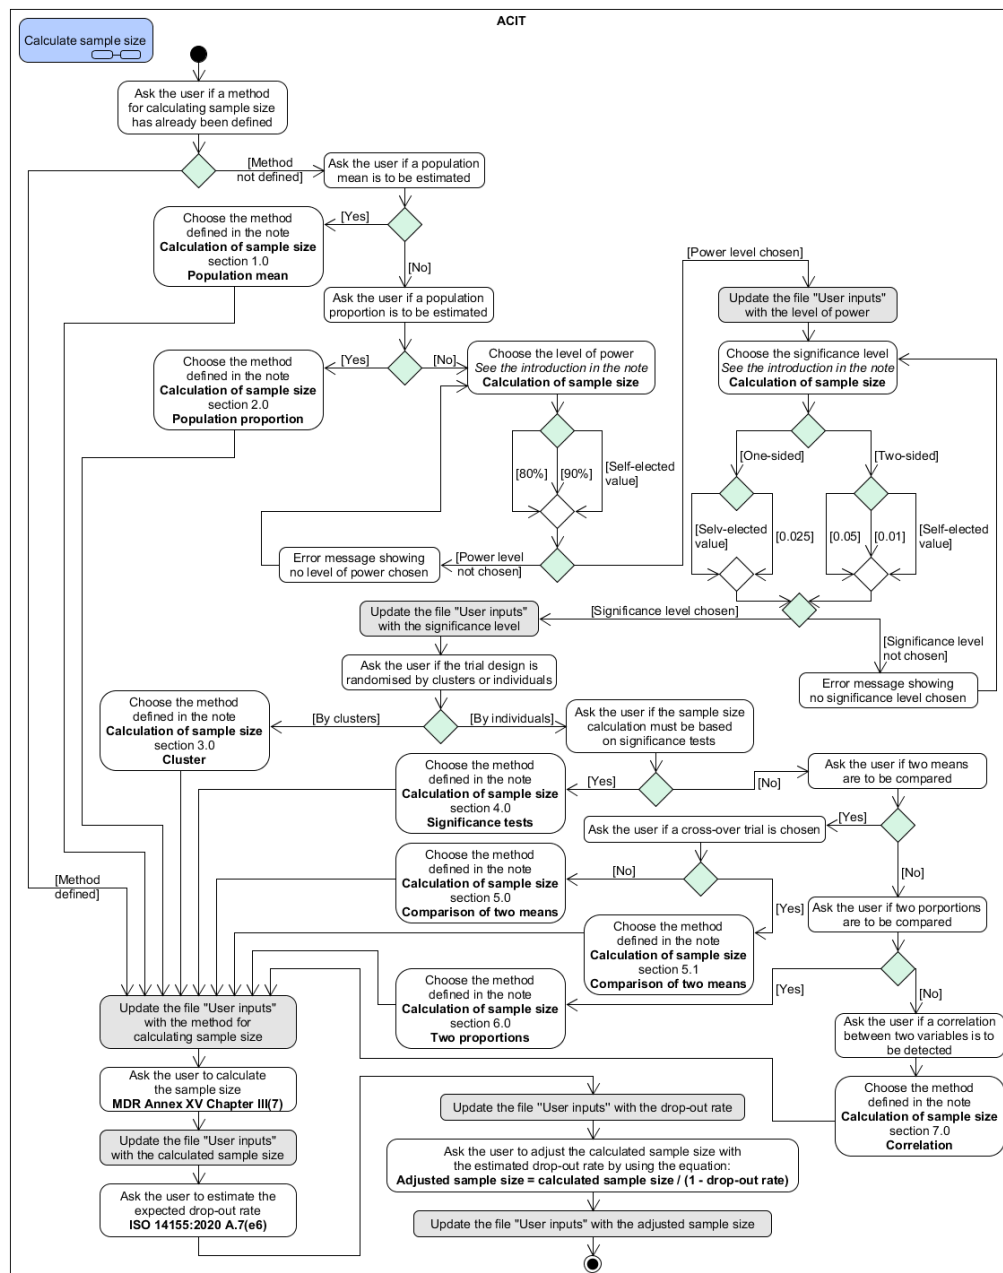 ACIT
Calculate sample size
Ask the user if a method
for calculating sample size
has already been defined
[Method
not defined]
Ask the user if a population
mean is to be estimated
[Yes]
Choose the method
defined in the note
Calculation of sample size
section 1.0
Population mean
[No]
Ask the user if a population
proportion is to be estimated
[Power level chosen]
Update the file "User inputs"
with the level of power
[Yes]
[No]
Choose the method
defined in the note
Calculation of sample size
section 2.0
Population proportion
Choose the level of power
See the introduction in the note
Calculation of sample size
Choose the significance level
See the introduction in the note
Calculation of sample size
[80%]
[90%]
[Self-elected
value]
[One-sided]
[Two-sided]
[Selv-elected
value]
[0.025]
[0.05]
[0.01]
[Self-elected
value]
Error message showing
no level of power chosen
[Power level
not chosen]
Update the file "User inputs"
with the significance level
[Significance level chosen]
[Significance level
not chosen]
Error message showing
no significance level chosen
Ask the user if the trial design is
randomised by clusters or individuals
[By clusters]
[By individuals]
Choose the method
defined in the note
Calculation of sample size
section 3.0
Cluster
Ask the user if the sample size
calculation must be based
on significance tests
[Yes]
[No]
Choose the method
defined in the note
Calculation of sample size
section 4.0
Significance tests
Ask the user if two means
are to be compared
[Yes]
Ask the user if a cross-over trial is chosen
[No]
[No]
[Yes]
Choose the method
defined in the note
Calculation of sample size
section 5.0
Comparison of two means
[Method
defined]
Ask the user if two porportions
are to be compared
Choose the method
defined in the note
Calculation of sample size
section 5.1
Comparison of two means
[Yes]
[No]
Choose the method
defined in the note
Calculation of sample size
section 6.0
Two proportions
Update the file "User inputs"
with the method for
calculating sample size
Ask the user if a correlation
between two variables is to
be detected
Ask the user to calculate
the sample size
MDR Annex XV Chapter III(7)
Choose the method
defined in the note
Calculation of sample size
section 7.0
Correlation
Update the file "User inputs"
with the calculated sample size
Ask the user to estimate the
expected drop-out rate
ISO 14155:2020 A.7(e6)
Update the file "User inputs" with the drop-out rate
Ask the user to adjust the calculated sample size with
the estimated drop-out rate by using the equation:
Adjusted sample size = calculated sample size / (1 - drop-out rate)
Update the file "User inputs" with the adjusted sample size